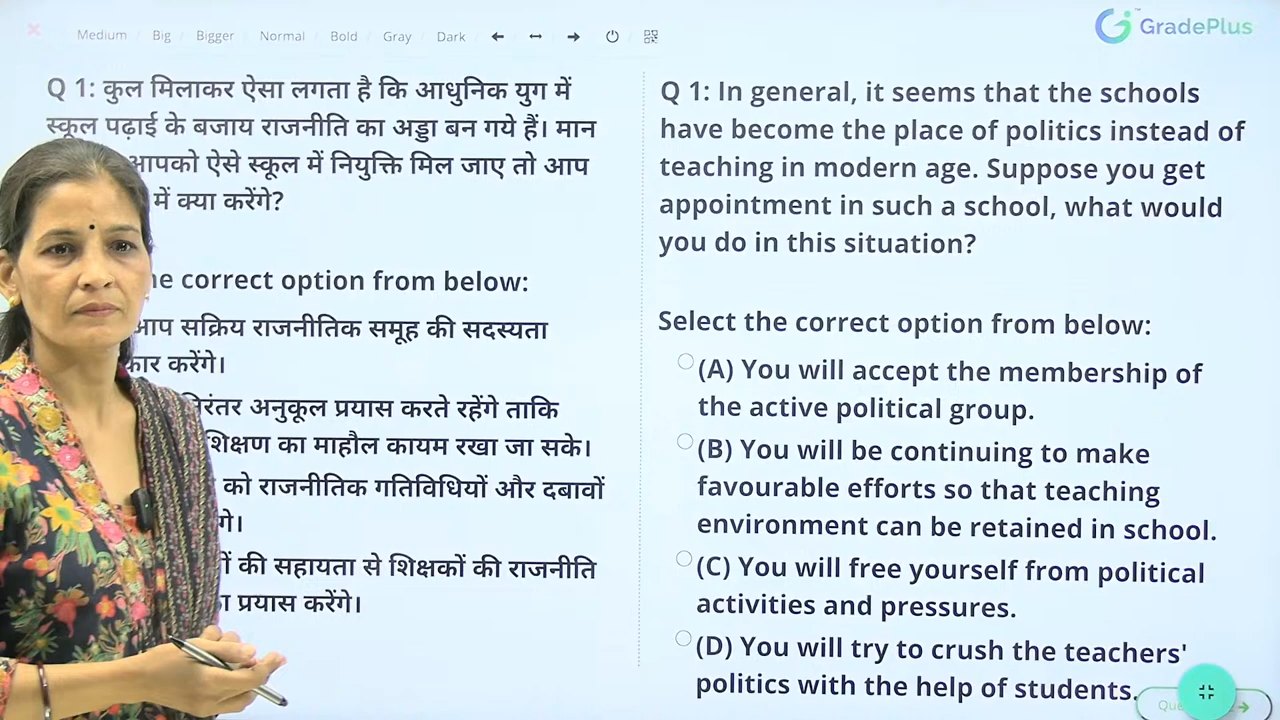 Medium / Big / Bigger / Normal / Bold / Gray / Dark
GradePlus
Q 1: कुल मिलाकर ऐसा लगता है कि आधुनिक युग में
स्कूल पढ़ाई के बजाय राजनीति का अड्डा बन गये हैं। मान
आपको ऐसे स्कूल में नियुक्ति मिल जाए तो आप
में क्या करेंगे?
correct option from below:
आप सक्रिय राजनीतिक समूह की सदस्यता
करेंगे।
निरंतर अनुकूल प्रयास करते रहेंगे ताकि
शिक्षण का माहौल कायम रखा जा सके।
को राजनीतिक गतिविधियों और दबावों
की सहायता से शिक्षकों की राजनीति
प्रयास करेंगे।
Q 1: In general, it seems that the schools
have become the place of politics instead of
teaching in modern age. Suppose you get
appointment in such a school, what would
you do in this situation?
Select the correct option from below:
(A) You will accept the membership of
the active political group.
(B) You will be continuing to make
favourable efforts so that teaching
environment can be retained in school.
(C) You will free yourself from political
activities and pressures.
(D) You will try to crush the teachers'
politics with the help of students.